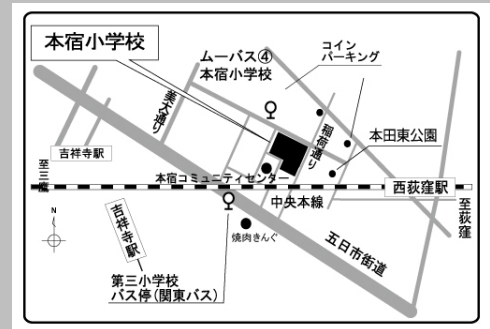 本宿小学校
ムーバス④
本宿小学校
コイン
パーキング
美大通り
稲荷通り
本田東公園
吉祥寺駅
至三鷹
本宿コミュニティセンター
西荻窪駅
中央本線
至荻窪
N
吉祥寺駅
焼肉きんぐ
五日市街道
第三小学校
バス停(関東バス)